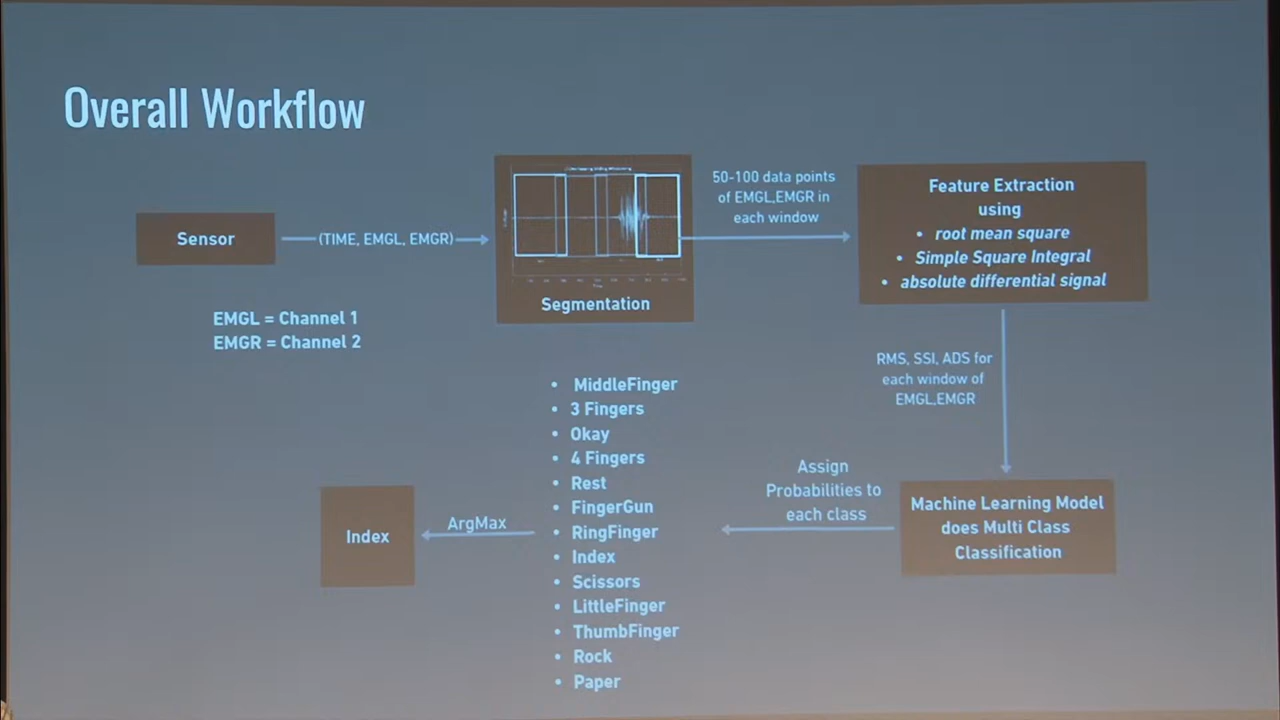 Overall Workflow
Sensor
(TIME, EMGL, EMGR)
EMGL = Channel 1
EMGR = Channel 2
Segmentation
50-100 data points
of EMGL,EMGR in
each window
Feature Extraction
using
• root mean square
• Simple Square Integral
• absolute differential signal
RMS, SSI, ADS for
each window of
EMGL,EMGR
Machine Learning Model
does Multi Class
Classification
Assign
Probabilities to
each class
• MiddleFinger
• 3 Fingers
• Okay
• 4 Fingers
• Rest
• FingerGun
• RingFinger
• Index
• Scissors
• LittleFinger
• ThumbFinger
• Rock
• Paper
ArgMax
Index